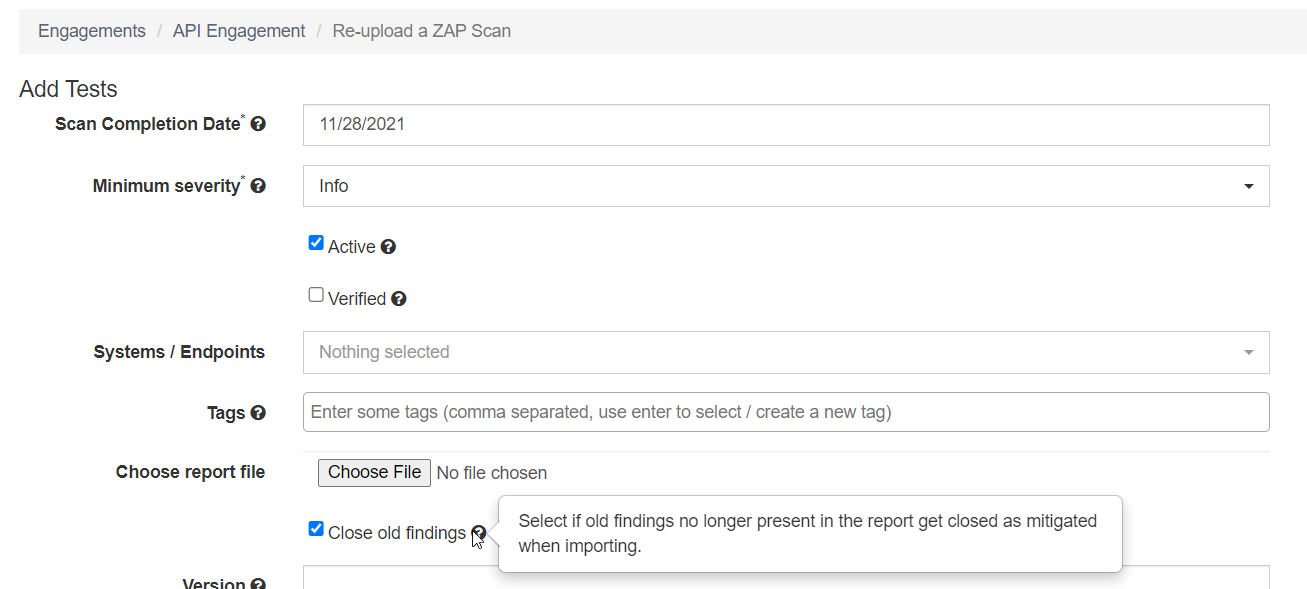 Engagements / API Engagement / Re-upload a ZAP Scan
Add Tests
Scan Completion Date*
11/28/2021
Minimum severity*
Info
Active
Verified
Systems / Endpoints
Nothing selected
Tags
Enter some tags (comma separated, use enter to select / create a new tag)
Choose report file
Choose File No file chosen
Close old findings
Select if old findings no longer present in the report get closed as mitigated
when importing.
Version